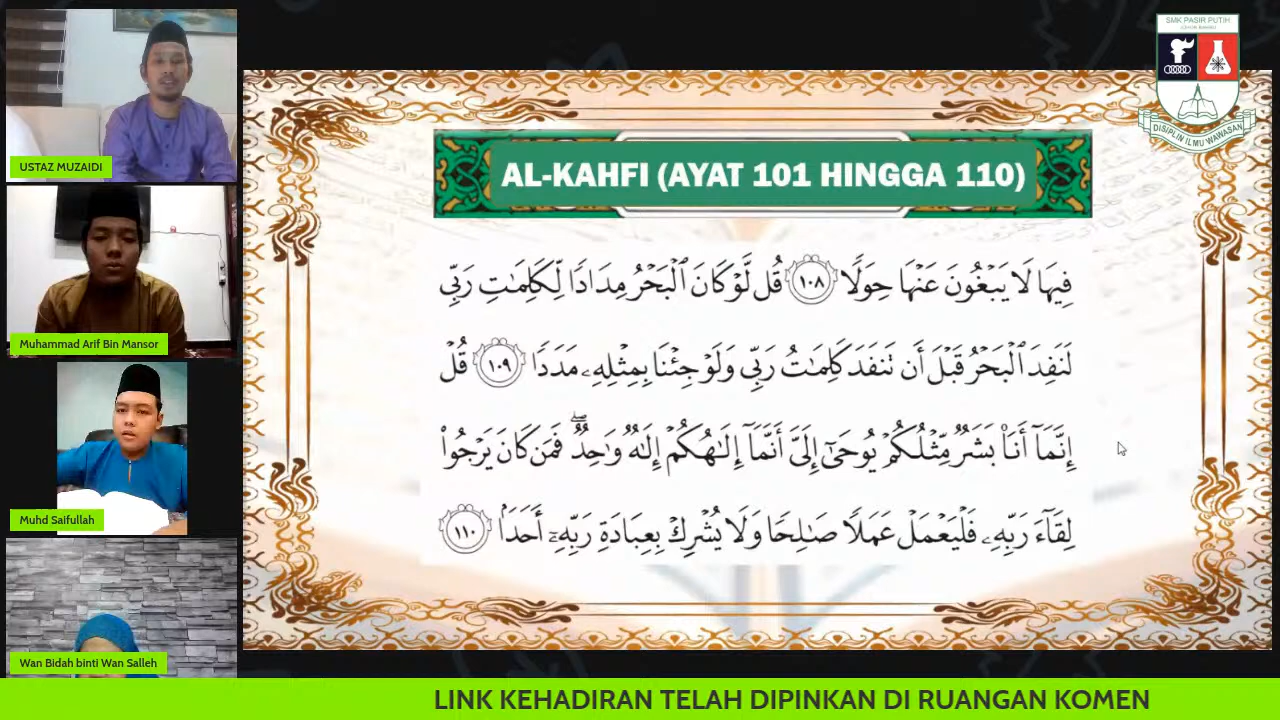 USTAZ MUZAIDI
Muhammad Arif Bin Mansor
Muhd Saifullah
Wan Bidah binti Wan Salleh
SMK PASIR PUTIH
DISIPLIN ILMU WAWASAN
AL-KAHFI (AYAT 101 HINGGA 110)
فِيهَا لَا يَبۡغُونَ عَنۡهَا حِوَلٗا ١٠٨ قُل لَّوۡ كَانَ ٱلۡبَحۡرُ مِدَادٗا لِّكَلِمَٰتِ رَبِّي
لَنَفِدَ ٱلۡبَحۡرُ قَبۡلَ أَن تَنفَدَ كَلِمَٰتُ رَبِّي وَلَوۡ جِئۡنَا بِمِثۡلِهِۦ مَدَدٗا ١٠٩ قُلۡ
إِنَّمَآ أَنَا۠ بَشَرٞ مِّثۡلُكُمۡ يُوحَىٰٓ إِلَيَّ أَنَّمَآ إِلَٰهُكُمۡ إِلَٰهٞ وَٰحِدٞۖ فَمَن كَانَ يَرۡجُواْ
لِقَآءَ رَبِّهِۦ فَلۡيَعۡمَلۡ عَمَلٗا صَٰلِحٗا وَلَا يُشۡرِكۡ بِعِبَادَةِ رَبِّهِۦٓ أَحَدَۢا ١١٠
LINK KEHADIRAN TELAH DIPINKAN DI RUANGAN KOMEN